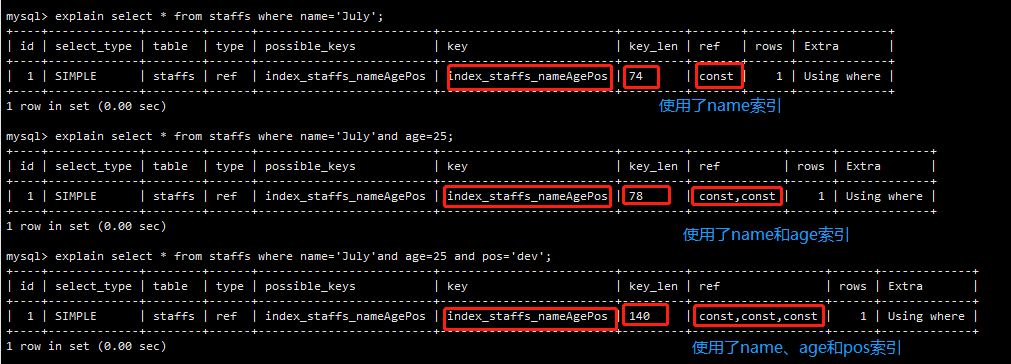 mysql> explain select * from staffs where name='July';
+----+-------------+--------+------+-------------------------+-------------------------+---------+-------+------+-------------+
| id | select_type | table | type | possible_keys | key | key_len | ref | rows | Extra |
+----+-------------+--------+------+-------------------------+-------------------------+---------+-------+------+-------------+
| 1 | SIMPLE | staffs | ref | index_staffs_nameAgePos | index_staffs_nameAgePos | 74 | const | 1 | Using where |
+----+-------------+--------+------+-------------------------+-------------------------+---------+-------+------+-------------+
1 row in set (0.00 sec)
使用了name索引
mysql> explain select * from staffs where name='July'and age=25;
+----+-------------+--------+------+-------------------------+-------------------------+---------+-------------+------+-------------+
| id | select_type | table | type | possible_keys | key | key_len | ref | rows | Extra |
+----+-------------+--------+------+-------------------------+-------------------------+---------+-------------+------+-------------+
| 1 | SIMPLE | staffs | ref | index_staffs_nameAgePos | index_staffs_nameAgePos | 78 | const,const | 1 | Using where |
+----+-------------+--------+------+-------------------------+-------------------------+---------+-------------+------+-------------+
1 row in set (0.00 sec)
使用了name和age索引
mysql> explain select * from staffs where name='July'and age=25 and pos='dev';
+----+-------------+--------+------+-------------------------+-------------------------+---------+-------------------+------+-------------+
| id | select_type | table | type | possible_keys | key | key_len | ref | rows | Extra |
+----+-------------+--------+------+-------------------------+-------------------------+---------+-------------------+------+-------------+
| 1 | SIMPLE | staffs | ref | index_staffs_nameAgePos | index_staffs_nameAgePos | 140 | const,const,const | 1 | Using where |
+----+-------------+--------+------+-------------------------+-------------------------+---------+-------------------+------+-------------+
1 row in set (0.00 sec)
使用了name、age和pos索引